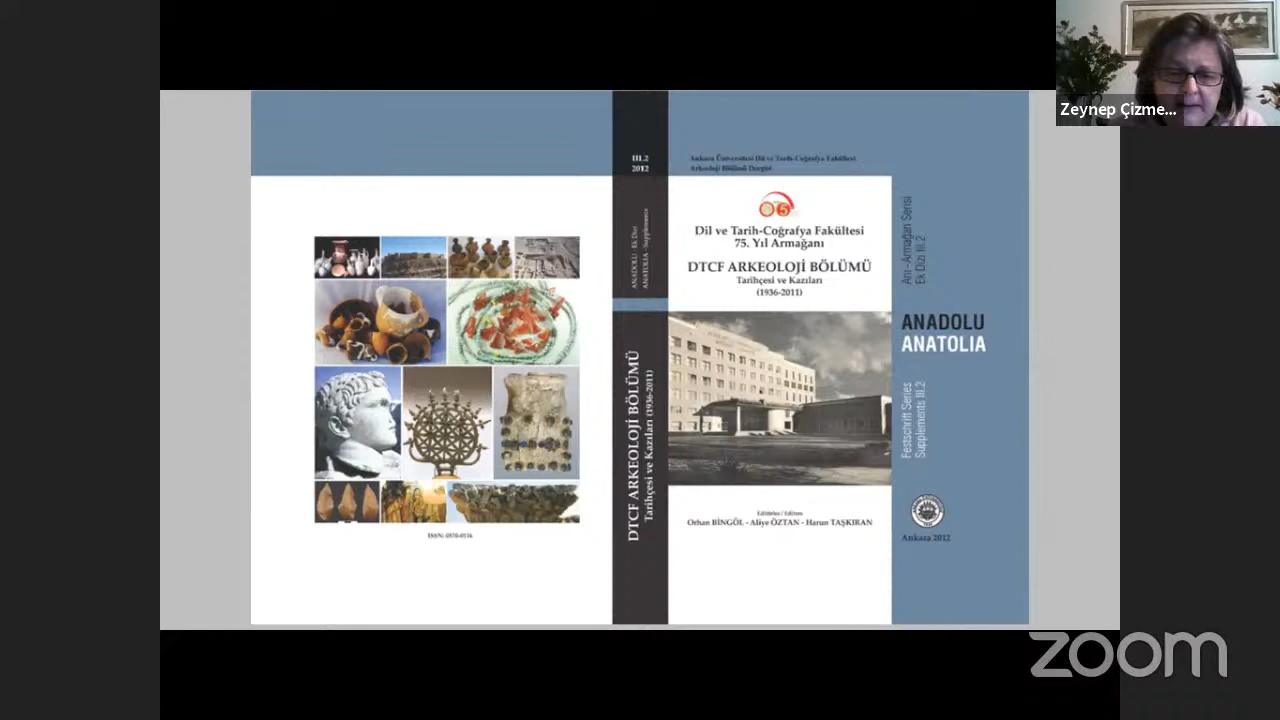 Zeynep Çizme...
III.2
2012
ANADOLU - Ek Dizi
ANATOLIA - Supplements
DTCF ARKEOLOJİ BÖLÜMÜ
Tarihçesi ve Kazıları (1936-2011)
Ankara Üniversitesi Dil ve Tarih-Coğrafya Fakültesi
Arkeoloji Bölümü Dergisi
Dil ve Tarih-Coğrafya Fakültesi
75. Yıl Armağanı
DTCF ARKEOLOJİ BÖLÜMÜ
Tarihçesi ve Kazıları
(1936-2011)
Editörler / Editors
Orhan BİNGÖL - Aliye ÖZTAN - Harun TAŞKIRAN
Anı - Armağan Serisi
Ek Dizi III.2
ANADOLU
ANATOLIA
Festschrift Series
Supplements III.2
Ankara 2012
zoom